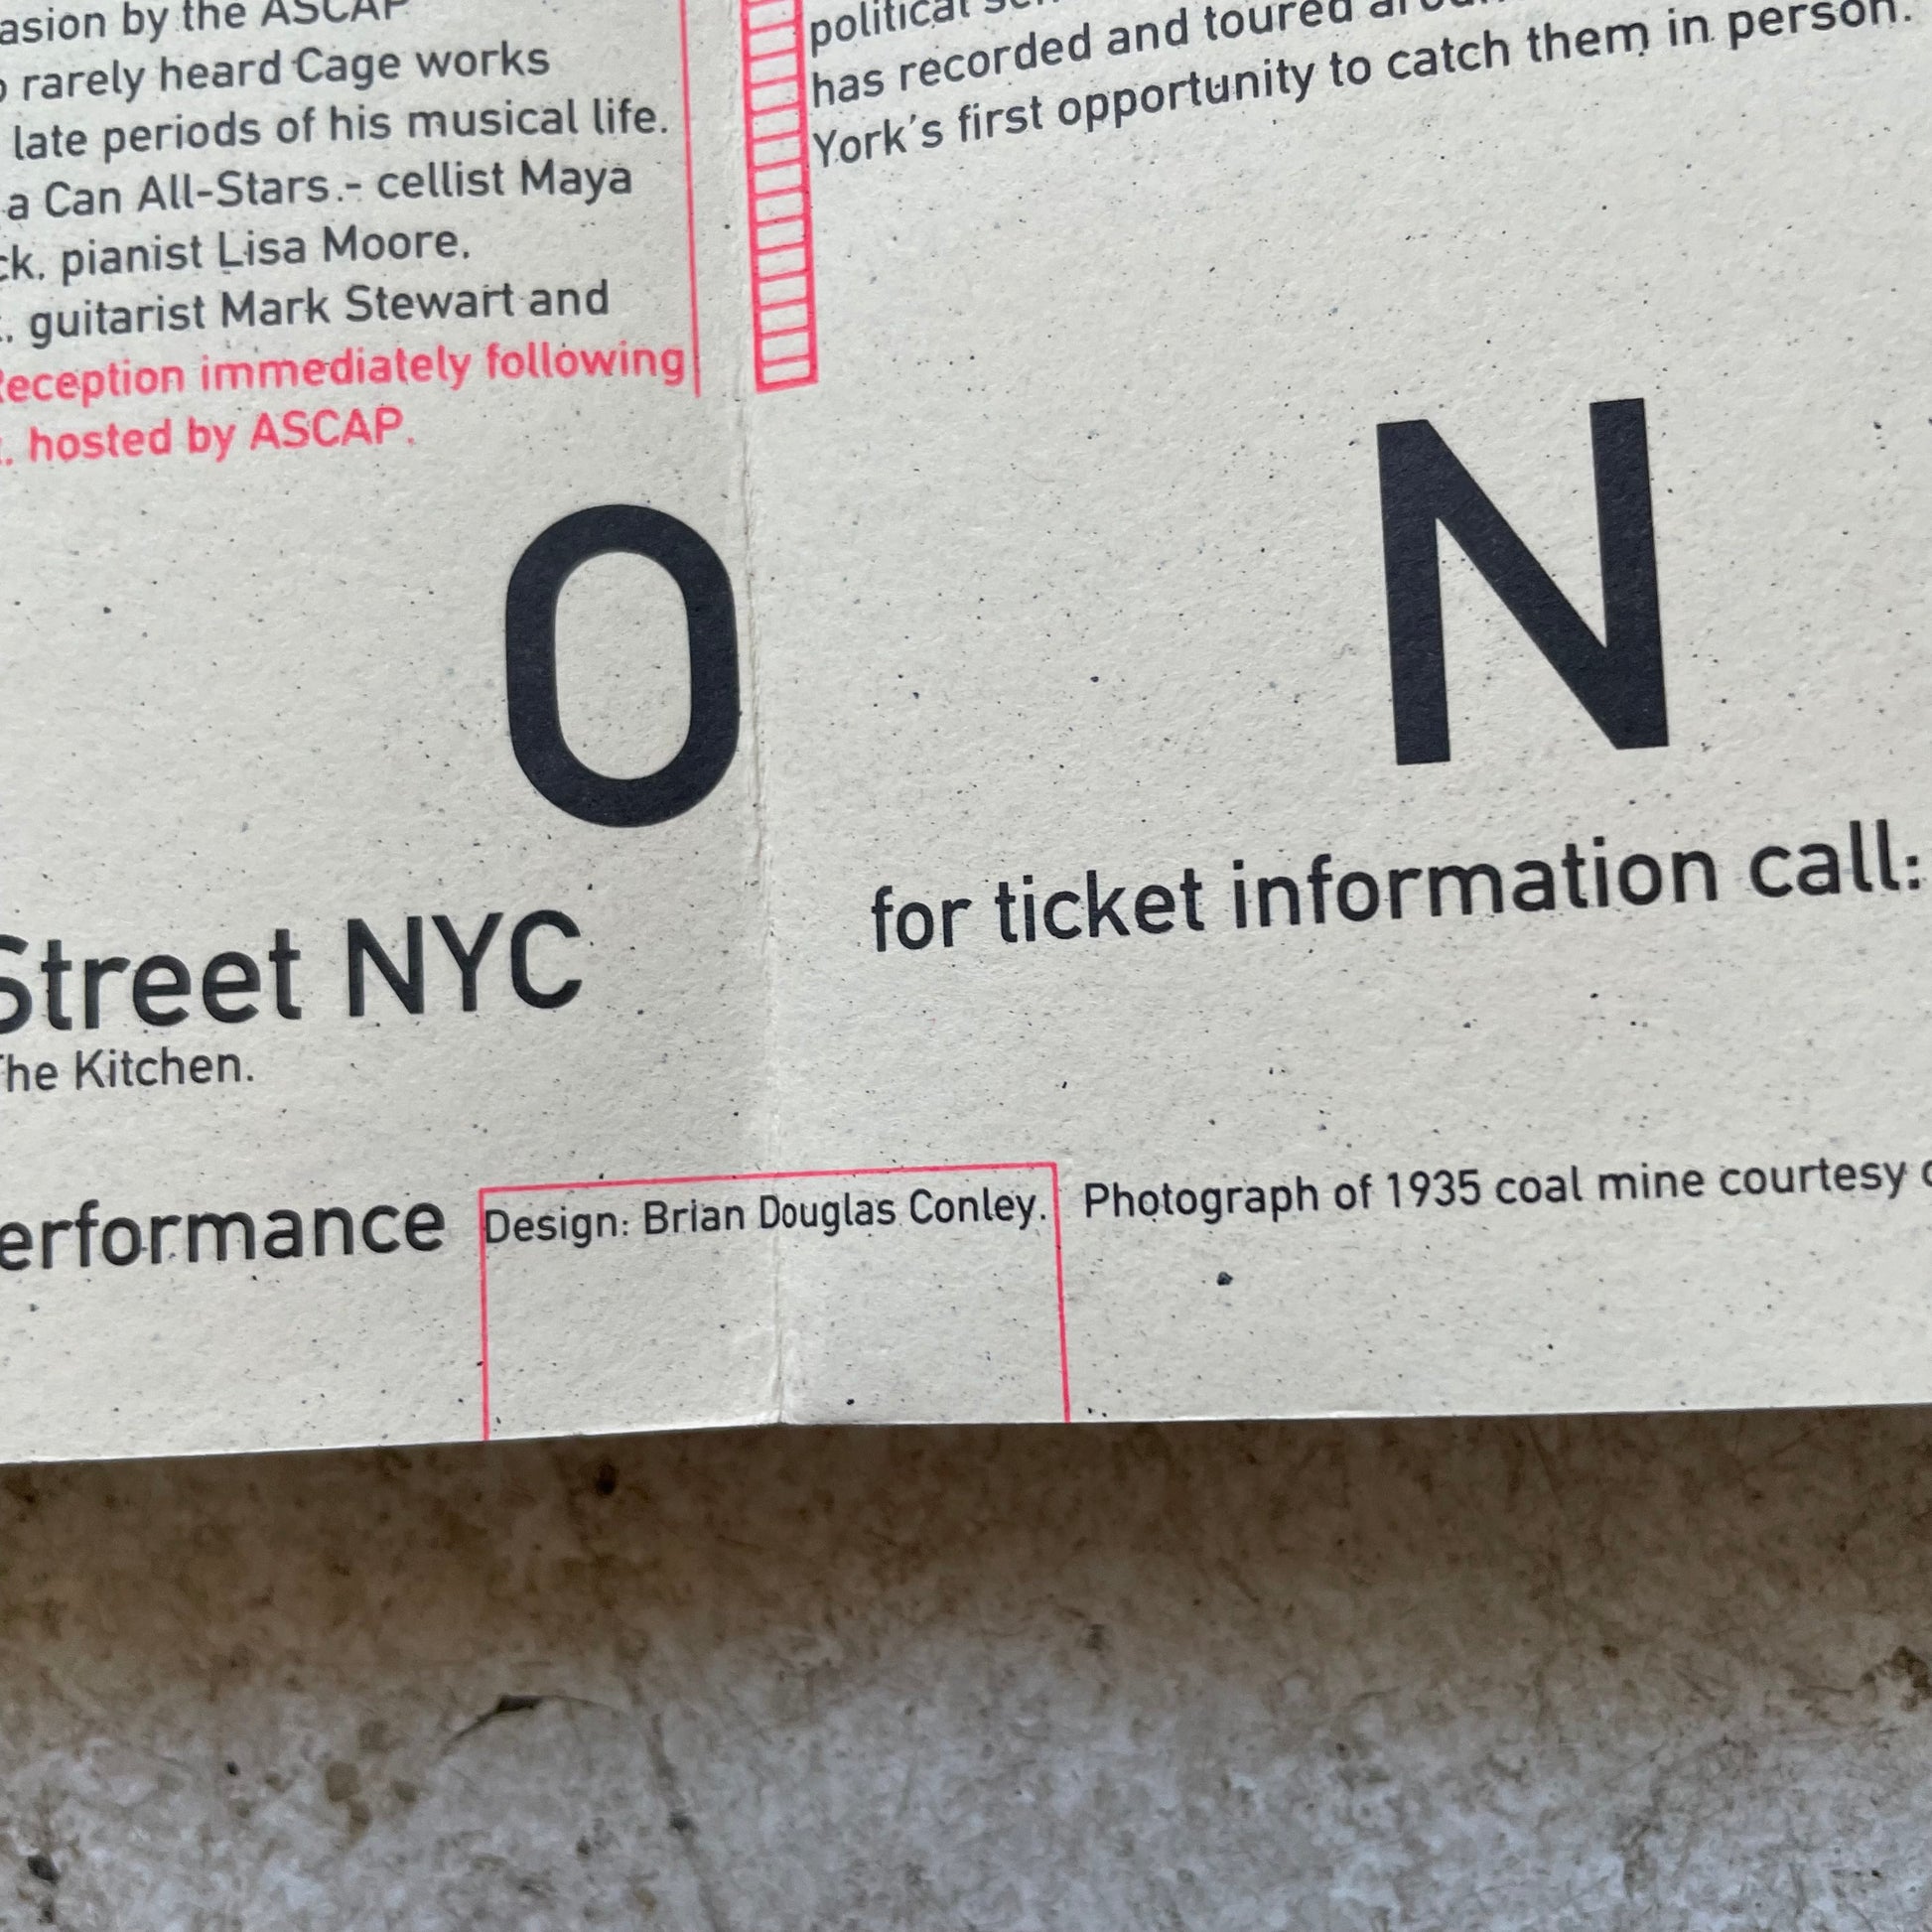 asion by the ASCAP
rarely heard Cage works
late periods of his musical life.
a Can All-Stars.- cellist Maya
ck, pianist Lisa Moore,
, guitarist Mark Stewart and
Reception immediately following
, hosted by ASCAP.
political
has recorded and toured
York's first opportunity to catch them in person.
O N
Street NYC
The Kitchen.
for ticket information call:
erformance
Design: Brian Douglas Conley.
Photograph of 1935 coal mine courtesy